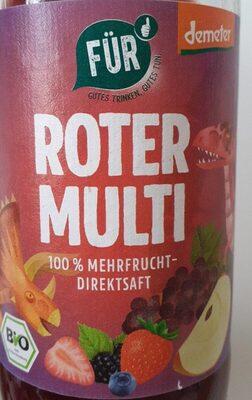 FÜR
GUTES TRINKEN, GUTES TUN
demeter
ROTER
MULTI
100 % MEHRFRUCHT-
DIREKTSAFT
BIO